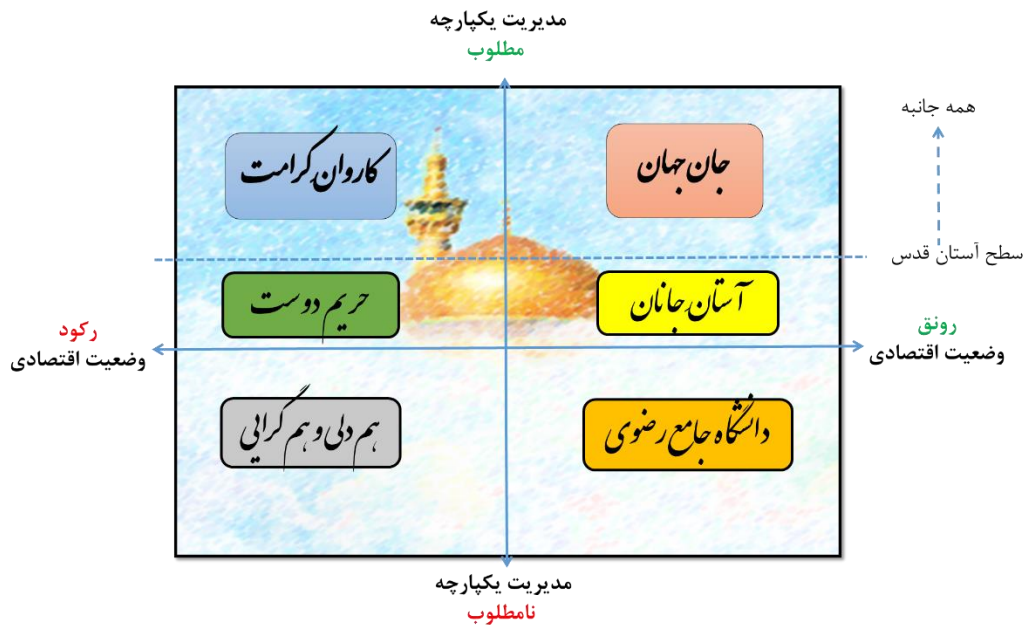 مدیریت یکپارچه
مطلوب
همه جانبه
جان جهان
کاروان کرامت
سطح آستان قدس
آستان جانان
حریم دوست
رونق
وضعیت اقتصادی
رکود
وضعیت اقتصادی
دانشگاه جامع رضوی
هم دلی و هم گرایی
مدیریت یکپارچه
نامطلوب